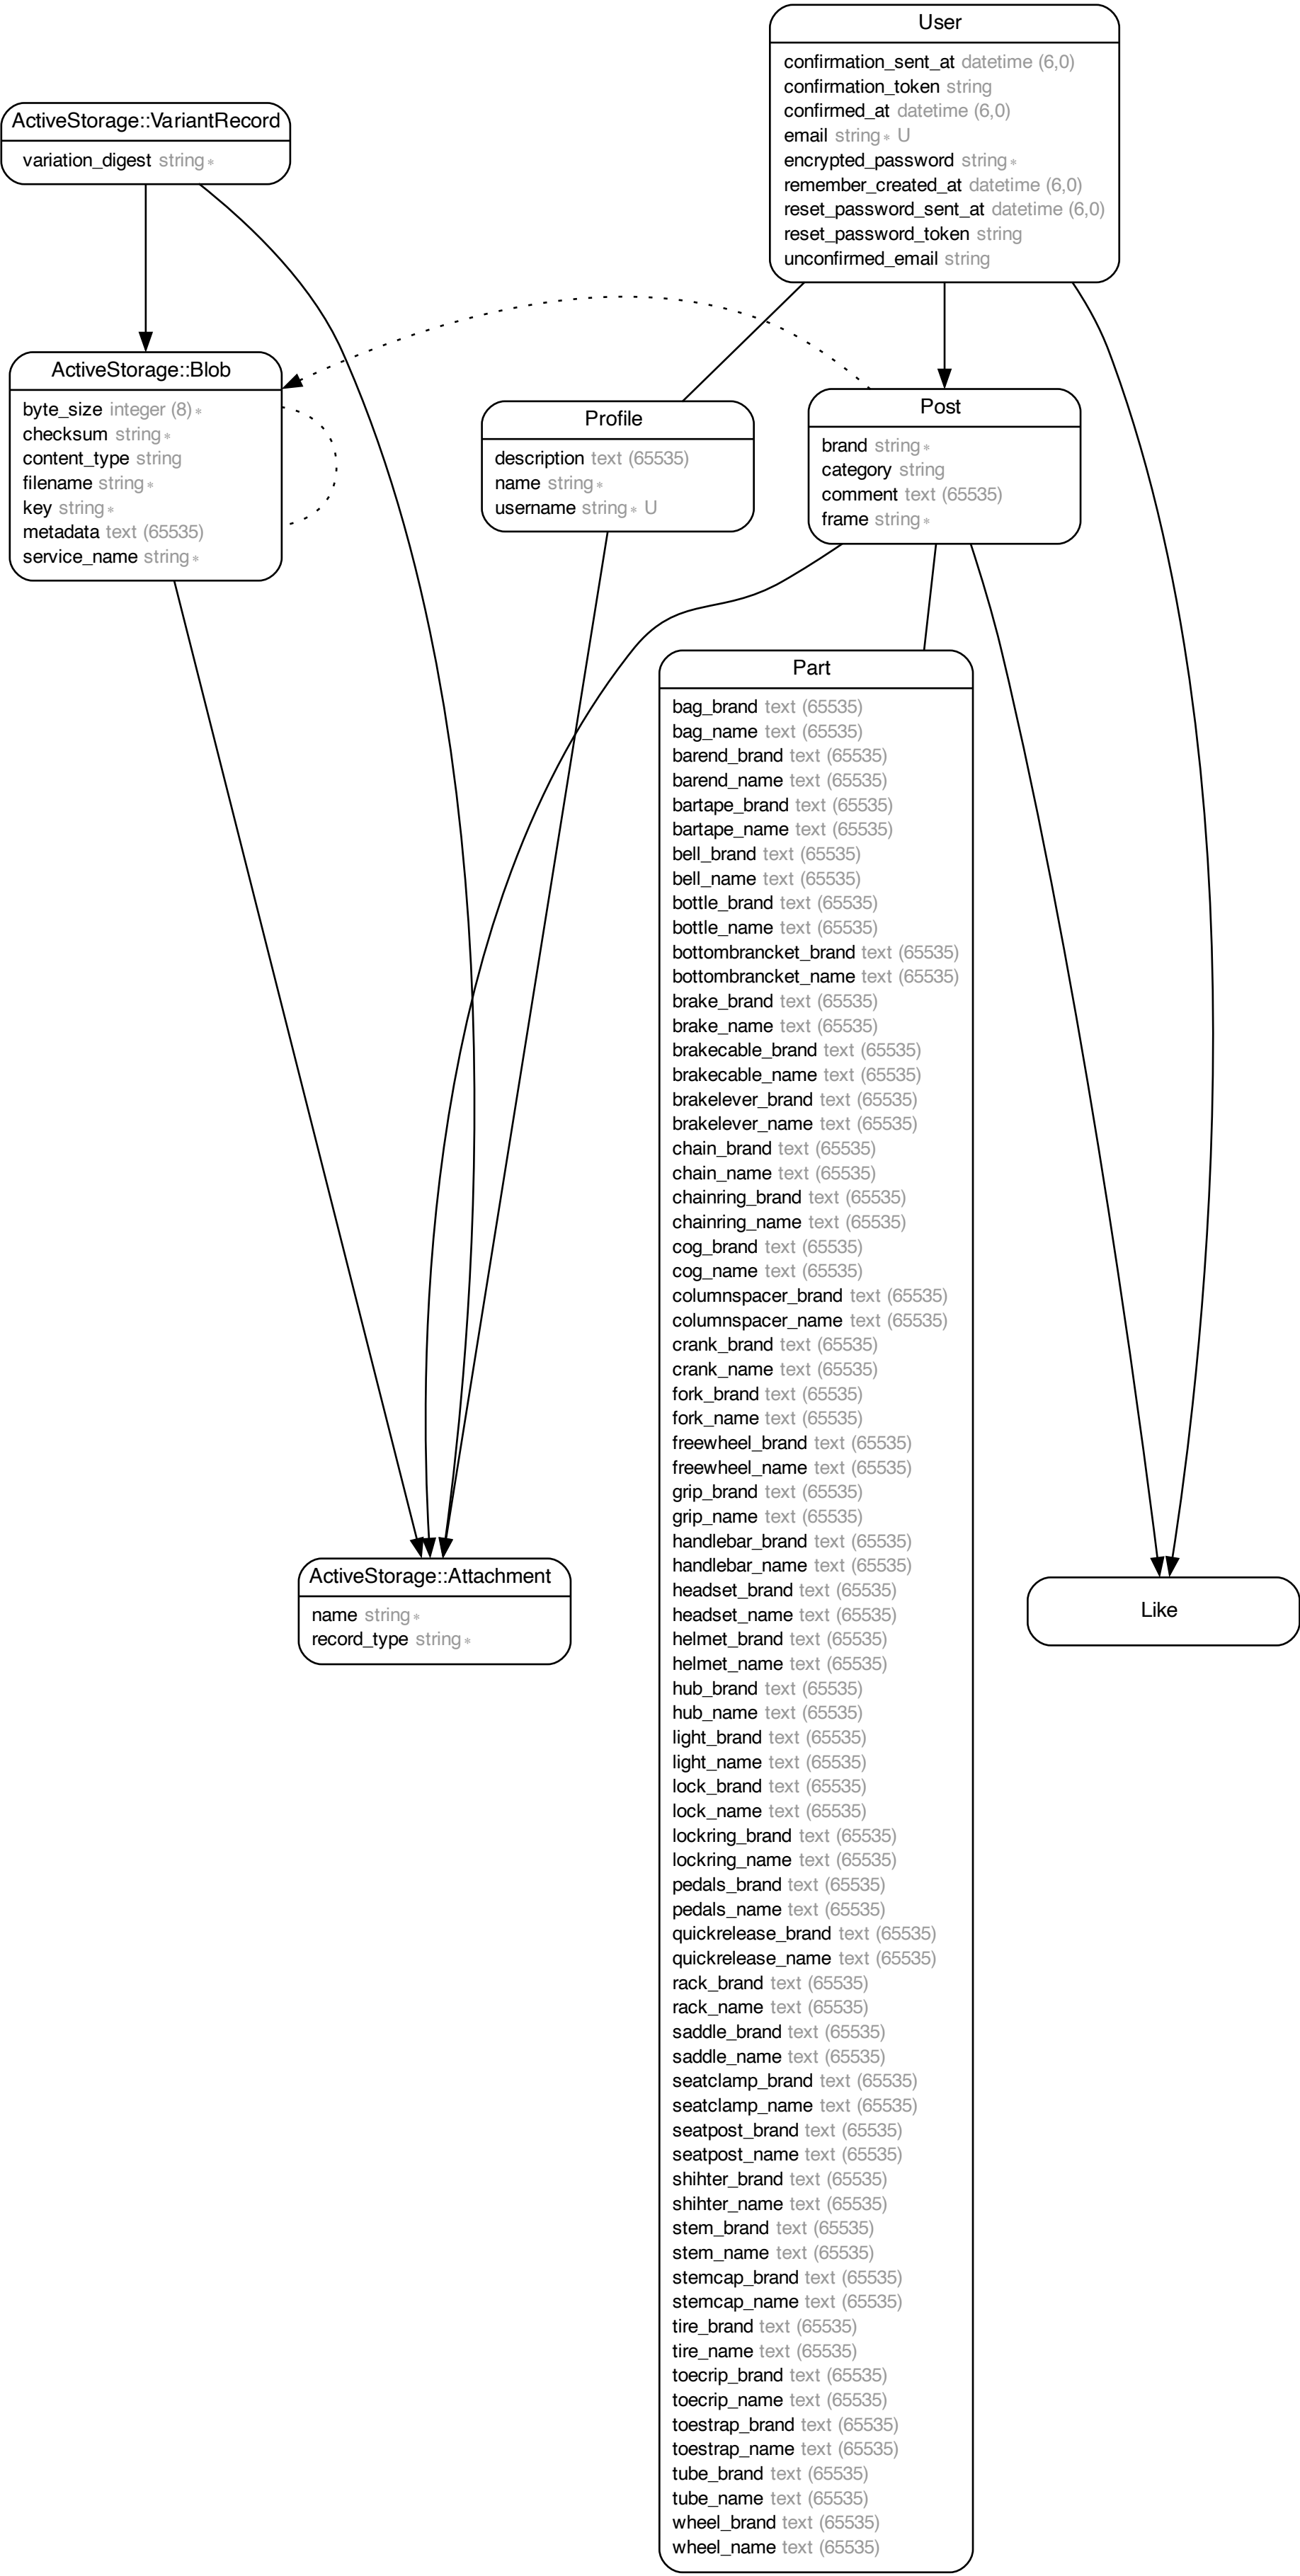 User
confirmation_sent_at datetime (6,0)
confirmation_token string
confirmed_at datetime (6,0)
email string∗ U
encrypted_password string∗
remember_created_at datetime (6,0)
reset_password_sent_at datetime (6,0)
reset_password_token string
unconfirmed_email string
ActiveStorage::VariantRecord
variation_digest string∗
ActiveStorage::Blob
byte_size integer (8)∗
checksum string∗
content_type string
filename string∗
key string∗
metadata text (65535)
service_name string∗
Profile
description text (65535)
name string∗
username string∗ U
Post
brand string∗
category string
comment text (65535)
frame string∗
Part
bag_brand text (65535)
bag_name text (65535)
barend_brand text (65535)
barend_name text (65535)
bartape_brand text (65535)
bartape_name text (65535)
bell_brand text (65535)
bell_name text (65535)
bottle_brand text (65535)
bottle_name text (65535)
bottombrancket_brand text (65535)
bottombrancket_name text (65535)
brake_brand text (65535)
brake_name text (65535)
brakecable_brand text (65535)
brakecable_name text (65535)
brakelever_brand text (65535)
brakelever_name text (65535)
chain_brand text (65535)
chain_name text (65535)
chainring_brand text (65535)
chainring_name text (65535)
cog_brand text (65535)
cog_name text (65535)
columnspacer_brand text (65535)
columnspacer_name text (65535)
crank_brand text (65535)
crank_name text (65535)
fork_brand text (65535)
fork_name text (65535)
freewheel_brand text (65535)
freewheel_name text (65535)
grip_brand text (65535)
grip_name text (65535)
handlebar_brand text (65535)
handlebar_name text (65535)
headset_brand text (65535)
headset_name text (65535)
helmet_brand text (65535)
helmet_name text (65535)
hub_brand text (65535)
hub_name text (65535)
light_brand text (65535)
light_name text (65535)
lock_brand text (65535)
lock_name text (65535)
lockring_brand text (65535)
lockring_name text (65535)
pedals_brand text (65535)
pedals_name text (65535)
quickrelease_brand text (65535)
quickrelease_name text (65535)
rack_brand text (65535)
rack_name text (65535)
saddle_brand text (65535)
saddle_name text (65535)
seatclamp_brand text (65535)
seatclamp_name text (65535)
seatpost_brand text (65535)
seatpost_name text (65535)
shihter_brand text (65535)
shihter_name text (65535)
stem_brand text (65535)
stem_name text (65535)
stemcap_brand text (65535)
stemcap_name text (65535)
tire_brand text (65535)
tire_name text (65535)
toecrip_brand text (65535)
toecrip_name text (65535)
toestrap_brand text (65535)
toestrap_name text (65535)
tube_brand text (65535)
tube_name text (65535)
wheel_brand text (65535)
wheel_name text (65535)
ActiveStorage::Attachment
name string∗
record_type string∗
Like